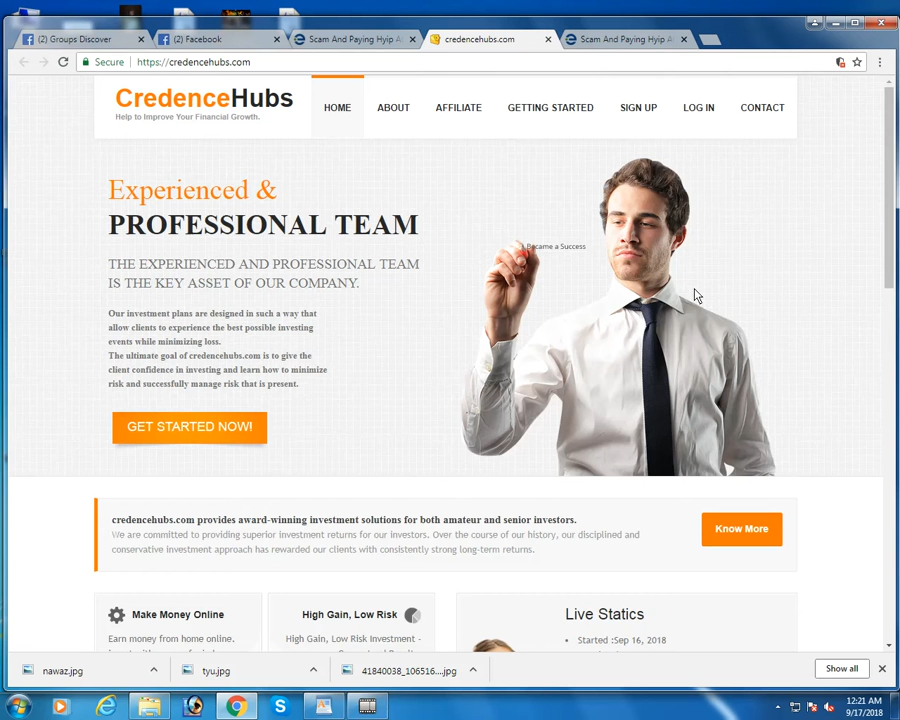 (2) Groups Discover
(2) Facebook
Scam And Paying Hyip A
credencehubs.com
Scam And Paying Hyip A
Secure
https://credencehubs.com
CredenceHubs
Help to Improve Your Financial Growth.
HOME
ABOUT
AFFILIATE
GETTING STARTED
SIGN UP
LOG IN
CONTACT
Experienced &
PROFESSIONAL TEAM
THE EXPERIENCED AND PROFESSIONAL TEAM
IS THE KEY ASSET OF OUR COMPANY.
Our investment plans are designed in such a way that
allow clients to experience the best possible investing
events while minimizing loss.
The ultimate goal of credencehubs.com is to give the
client confidence in investing and learn how to minimize
risk and successfully manage risk that is present.
GET STARTED NOW!
I Became a Success
credencehubs.com provides award-winning investment solutions for both amateur and senior investors.
We are committed to providing superior investment returns for our investors. Over the course of our history, our disciplined and
conservative investment approach has rewarded our clients with consistently strong long-term returns.
Know More
Make Money Online
Earn money from home online.
High Gain, Low Risk
High Gain, Low Risk Investment -
Live Statics
Started :Sep 16, 2018
nawaz.jpg
tyu.jpg
41840038_106516....jpg
Show all
12:21 AM
9/17/2018